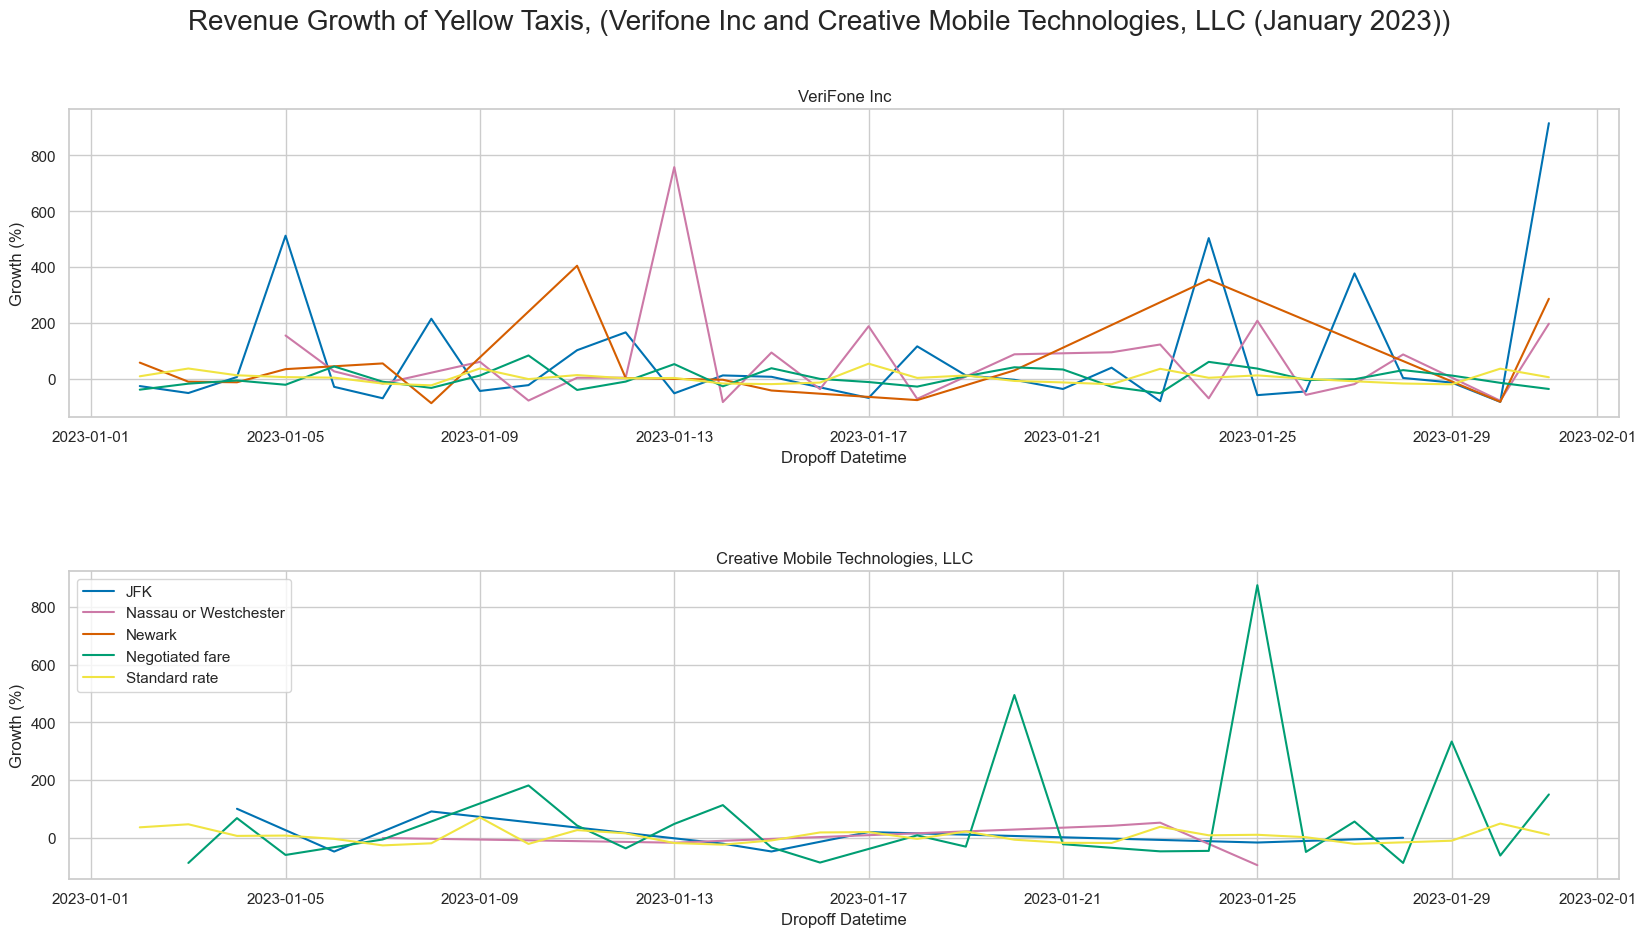 Revenue Growth of Yellow Taxis, (Verifone Inc and Creative Mobile Technologies, LLC (January 2023))
VeriFone Inc
Growth (%)
800
600
400
200
0
2023-01-01 2023-01-05 2023-01-09 2023-01-13 2023-01-17 2023-01-21 2023-01-25 2023-01-29 2023-02-01
Dropoff Datetime
Creative Mobile Technologies, LLC
Growth (%)
800
600
400
200
0
JFK
Nassau or Westchester
Newark
Negotiated fare
Standard rate
2023-01-01 2023-01-05 2023-01-09 2023-01-13 2023-01-17 2023-01-21 2023-01-25 2023-01-29 2023-02-01
Dropoff Datetime